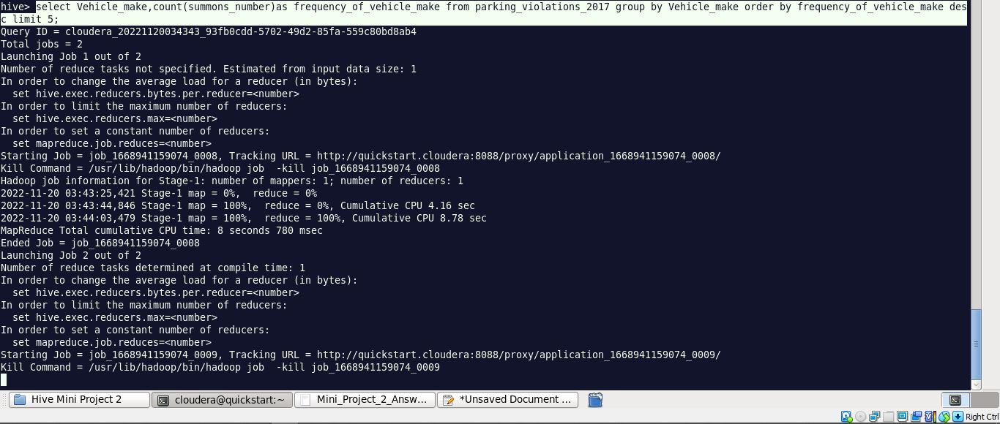 hive> select Vehicle_make,count(summons_number)as frequency_of_vehicle_make from parking_violations_2017 group by Vehicle_make order by frequency_of_vehicle_make des
c limit 5;
Query ID = cloudera_20221120034343_93fb0cdd-5702-49d2-85fa-559c80bd8ab4
Total jobs = 2
Launching Job 1 out of 2
Number of reduce tasks not specified. Estimated from input data size: 1
In order to change the average load for a reducer (in bytes):
  set hive.exec.reducers.bytes.per.reducer=<number>
In order to limit the maximum number of reducers:
  set hive.exec.reducers.max=<number>
In order to set a constant number of reducers:
  set mapreduce.job.reduces=<number>
Starting Job = job_1668941159074_0008, Tracking URL = http://quickstart.cloudera:8088/proxy/application_1668941159074_0008/
Kill Command = /usr/lib/hadoop/bin/hadoop job  -kill job_1668941159074_0008
Hadoop job information for Stage-1: number of mappers: 1; number of reducers: 1
2022-11-20 03:43:25,421 Stage-1 map = 0%,  reduce = 0%
2022-11-20 03:43:44,846 Stage-1 map = 100%,  reduce = 0%, Cumulative CPU 4.16 sec
2022-11-20 03:44:03,479 Stage-1 map = 100%,  reduce = 100%, Cumulative CPU 8.78 sec
MapReduce Total cumulative CPU time: 8 seconds 780 msec
Ended Job = job_1668941159074_0008
Launching Job 2 out of 2
Number of reduce tasks determined at compile time: 1
In order to change the average load for a reducer (in bytes):
  set hive.exec.reducers.bytes.per.reducer=<number>
In order to limit the maximum number of reducers:
  set hive.exec.reducers.max=<number>
In order to set a constant number of reducers:
  set mapreduce.job.reduces=<number>
Starting Job = job_1668941159074_0009, Tracking URL = http://quickstart.cloudera:8088/proxy/application_1668941159074_0009/
Kill Command = /usr/lib/hadoop/bin/hadoop job  -kill job_1668941159074_0009
Hive Mini Project 2 cloudera@quickstart:~ Mini_Project_2_Answ... *Unsaved Document ...
Right Ctrl